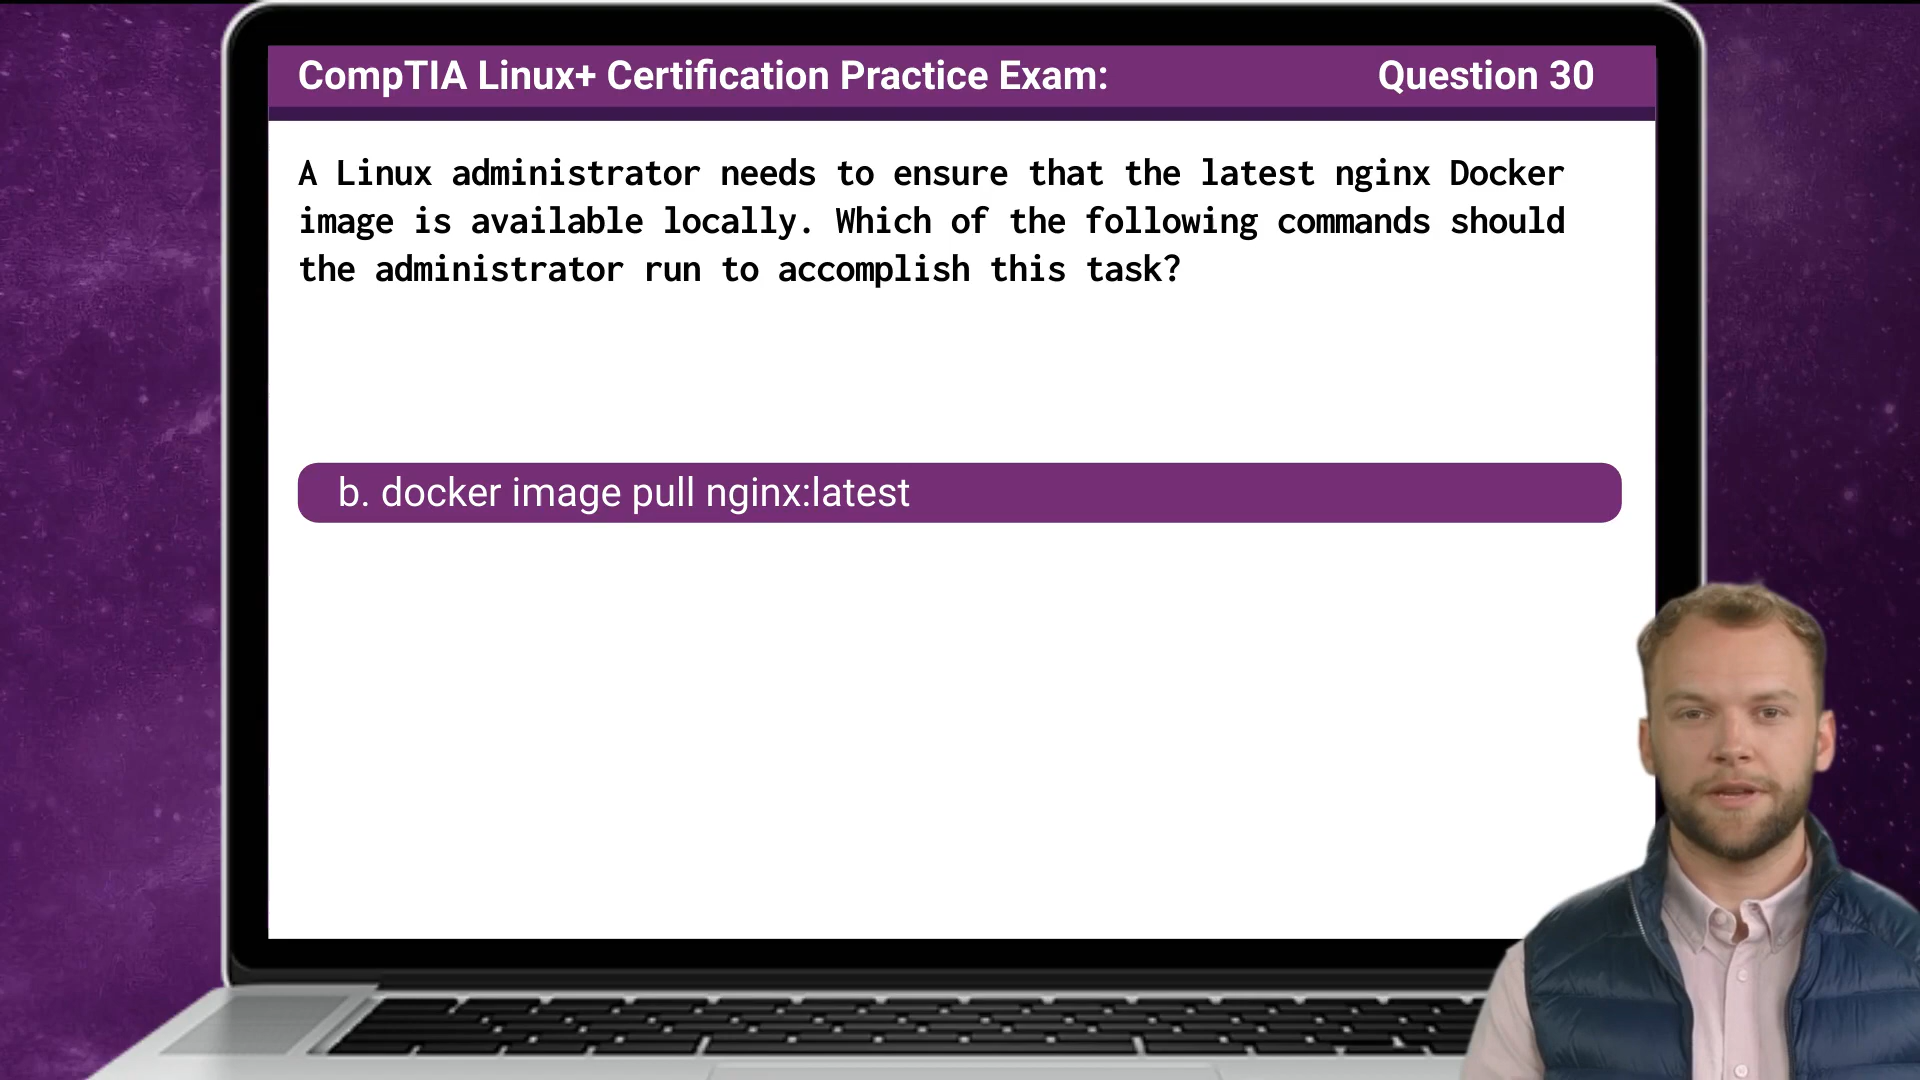 CompTIA Linux+ Certification Practice Exam:
Question 30
A Linux administrator needs to ensure that the latest nginx Docker
image is available locally. Which of the following commands should
the administrator run to accomplish this task?
b. docker image pull nginx:latest